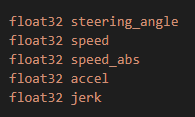 float32 steering_angle
float32 speed
float32 speed_abs
float32 accel
float32 jerk